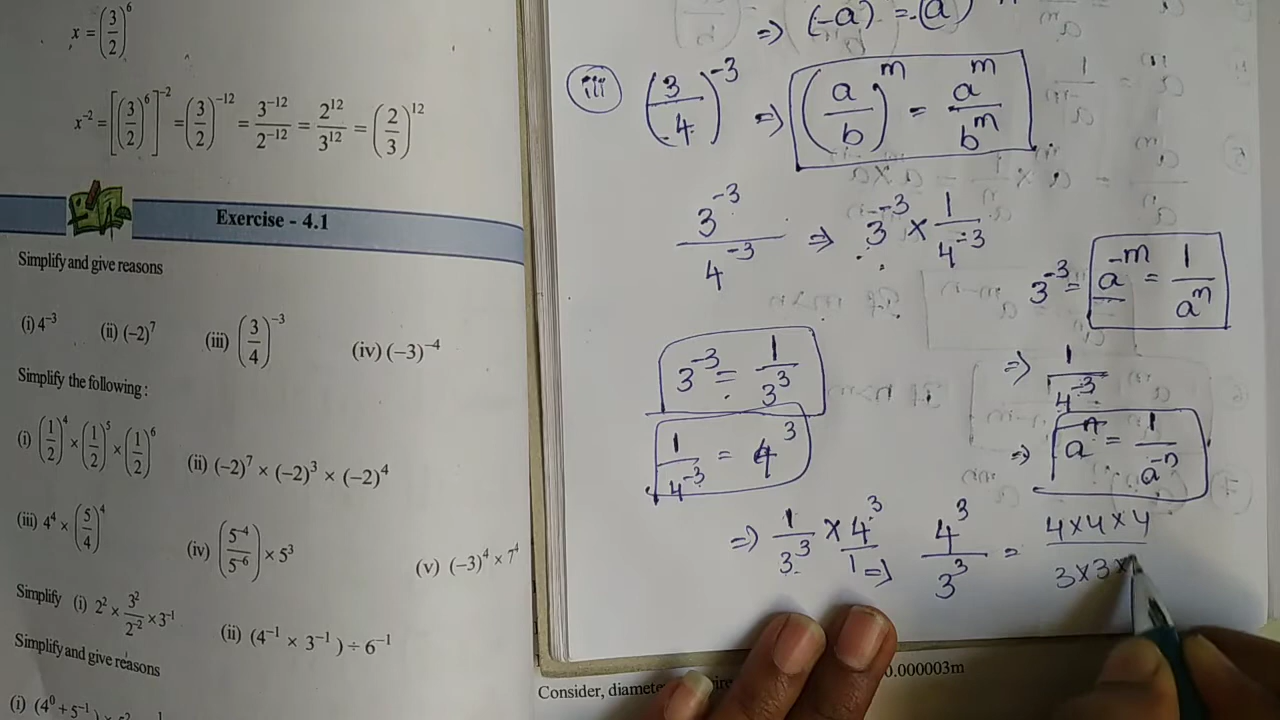 x = (3/2)^6
x^-2 = [(3/2)^6]^-2 = (3/2)^-12 = 3^-12/2^-12 = 2^12/3^12 = (2/3)^12
Exercise - 4.1
Simplify and give reasons
(i) 4^-3 (ii) (-2)^7 (iii) (3/4)^-3 (iv) (-3)^-4
Simplify the following :
(i) (1/2)^4 × (1/2)^5 × (1/2)^6 (ii) (-2)^7 × (-2)^3 × (-2)^4
(iii) 4^4 × (5/4)^4 (iv) (5^-4/5^-6) × 5^3 (v) (-3)^4 × 7^4
Simplify (i) 2^2 × 3^2/2^-2 × 3^-1 (ii) (4^-1 × 3^-1) ÷ 6^-1
Simplify and give reasons
(i) (4^0 + 5^-1)
=> (-a) = (a)
iii (3/4)^-3 => (a/b)^m = a^m/b^m
3^-3/4^-3 => 3^-3 × 1/4^-3
3^-3 = a^-m = 1/a^m
3^-3 = 1/3^3
=> 1/4^-3
1/4^-3 = 4^3
=> a^n = 1/a^-n
=> 1/3^3 × 4^3/1 => 4^3/3^3 = 4×4×4/3×3×
Consider, 0.000003m